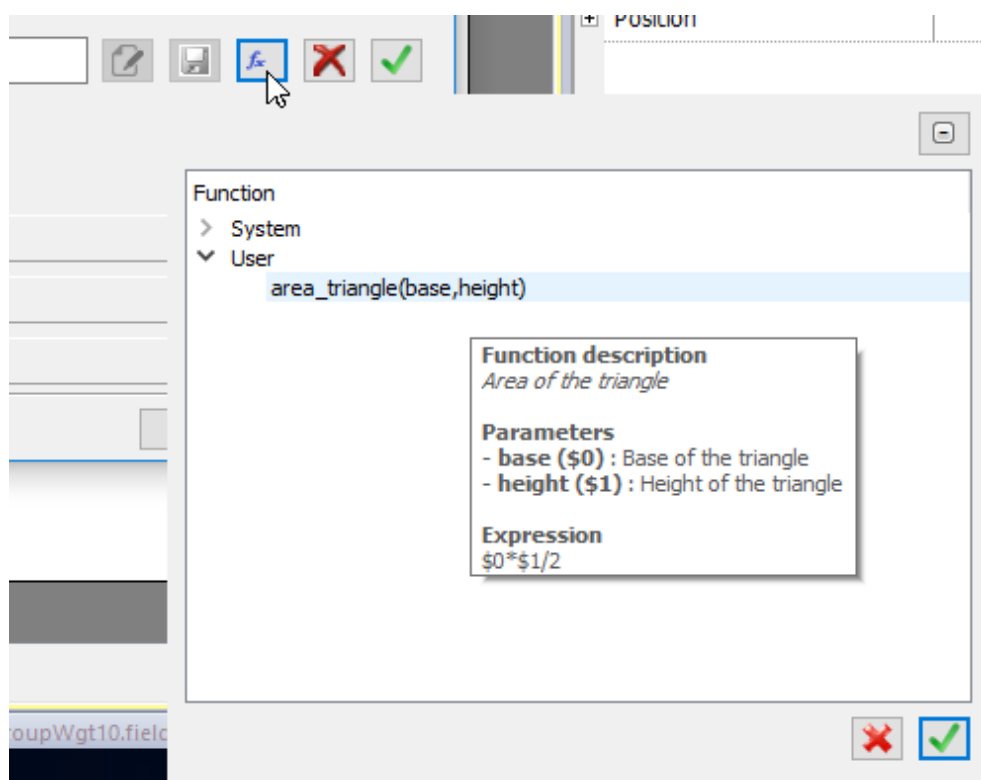 Position
fx
Function
System
User
area_triangle(base,height)
Function description
Area of the triangle
Parameters
- base ($0) : Base of the triangle
- height ($1) : Height of the triangle
Expression
$0*$1/2
oupWgt10.field